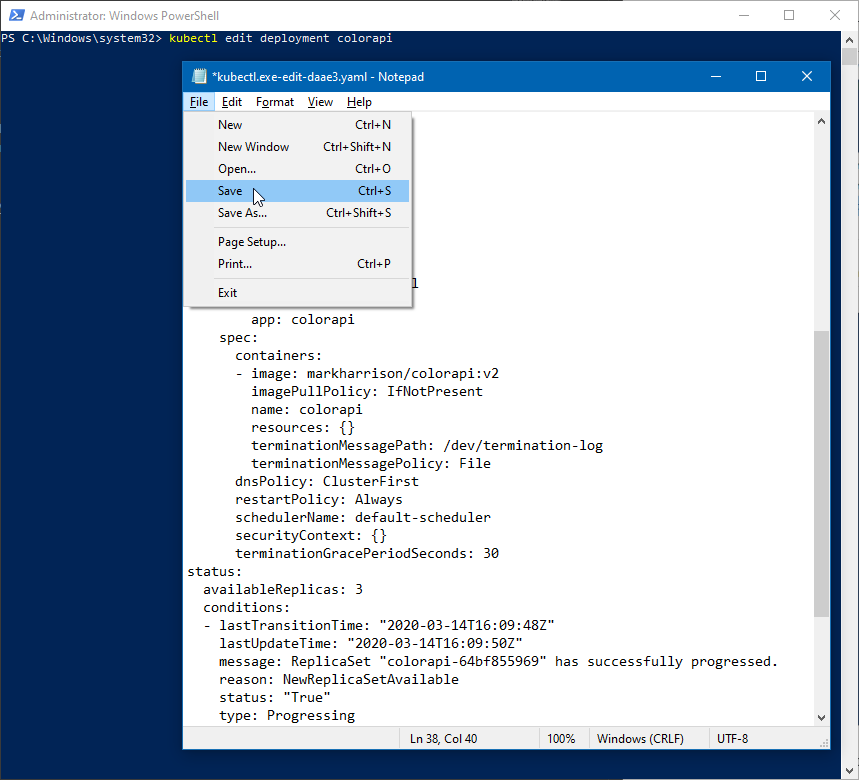 Administrator: Windows PowerShell
PS C:\Windows\system32> kubectl edit deployment colorapi
*kubectl.exe-edit-daae3.yaml - Notepad
File Edit Format View Help
New Ctrl+N
New Window Ctrl+Shift+N
Open... Ctrl+O
Save Ctrl+S
Save As... Ctrl+Shift+S
Page Setup...
Print... Ctrl+P
Exit
app: colorapi
spec:
containers:
- image: markharrison/colorapi:v2
imagePullPolicy: IfNotPresent
name: colorapi
resources: {}
terminationMessagePath: /dev/termination-log
terminationMessagePolicy: File
dnsPolicy: ClusterFirst
restartPolicy: Always
schedulerName: default-scheduler
securityContext: {}
terminationGracePeriodSeconds: 30
status:
availableReplicas: 3
conditions:
- lastTransitionTime: "2020-03-14T16:09:48Z"
lastUpdateTime: "2020-03-14T16:09:50Z"
message: ReplicaSet "colorapi-64bf855969" has successfully progressed.
reason: NewReplicaSetAvailable
status: "True"
type: Progressing
Ln 38, Col 40 100% Windows (CRLF) UTF-8